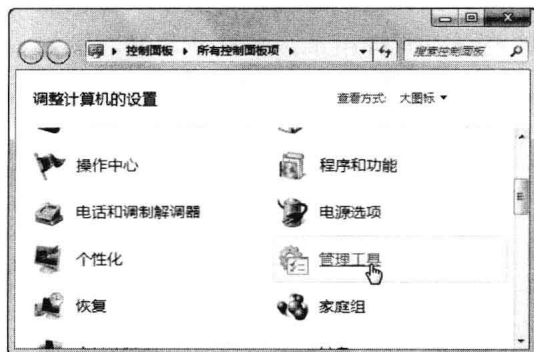 控制面板 ▸ 所有控制面板项 ▸
搜索控制面板
调整计算机的设置
查看方式: 大图标 ▼
操作中心
程序和功能
电话和调制解调器
电源选项
个性化
管理工具
恢复
家庭组